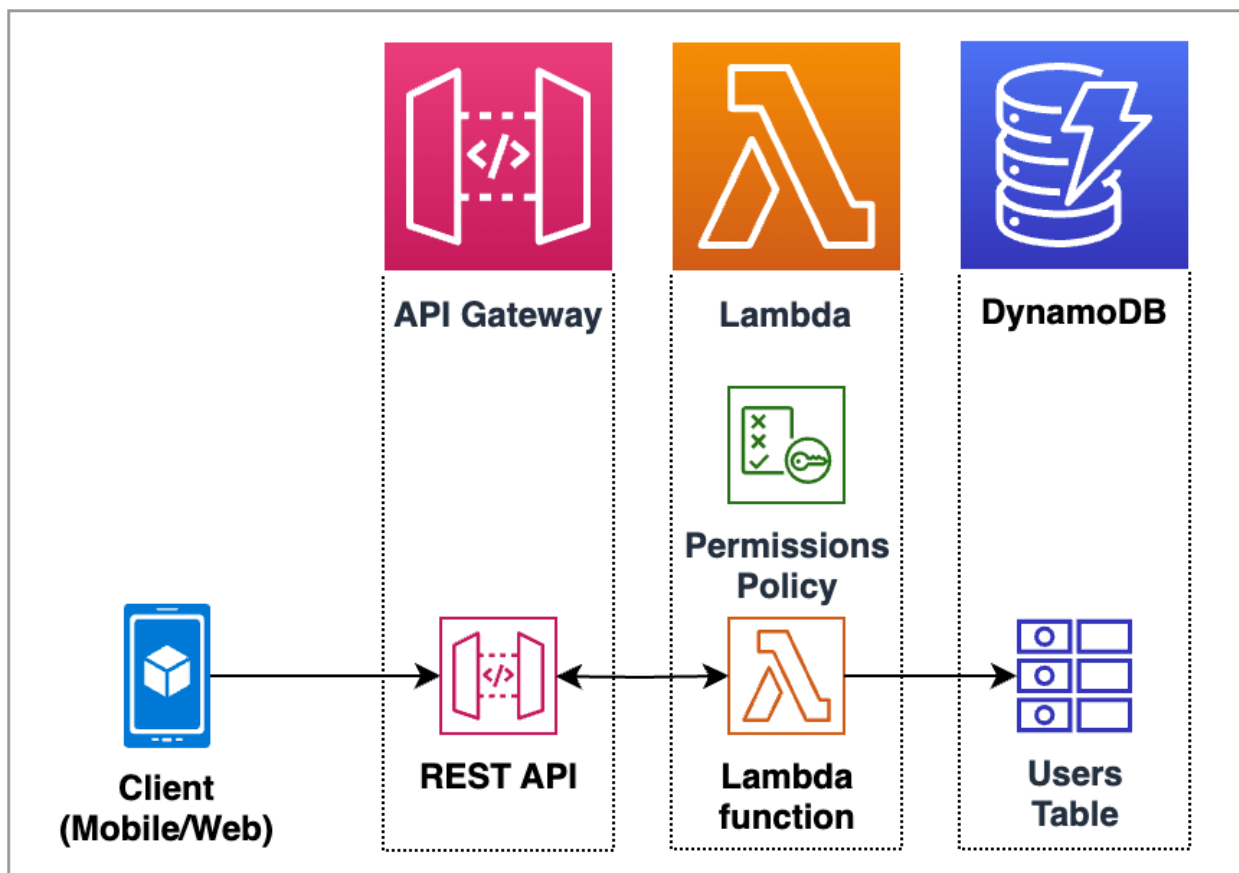 API Gateway
Lambda
DynamoDB
</>
Permissions
Policy
</>
Client
(Mobile/Web)
REST API
Lambda
function
Users
Table